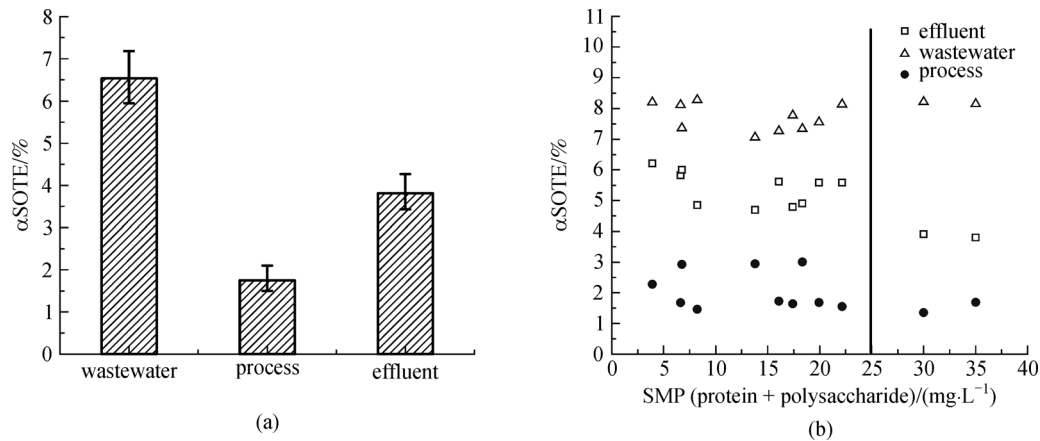 8
7
6
5
4
3
2
1
0
αSOTE/%
wastewater process effluent
(a)
11
10
9
8
7
6
5
4
3
2
1
0
αSOTE/%
effluent
wastewater
process
0 5 10 15 20 25 30 35 40
SMP (protein + polysaccharide)/(mg·L⁻¹)
(b)